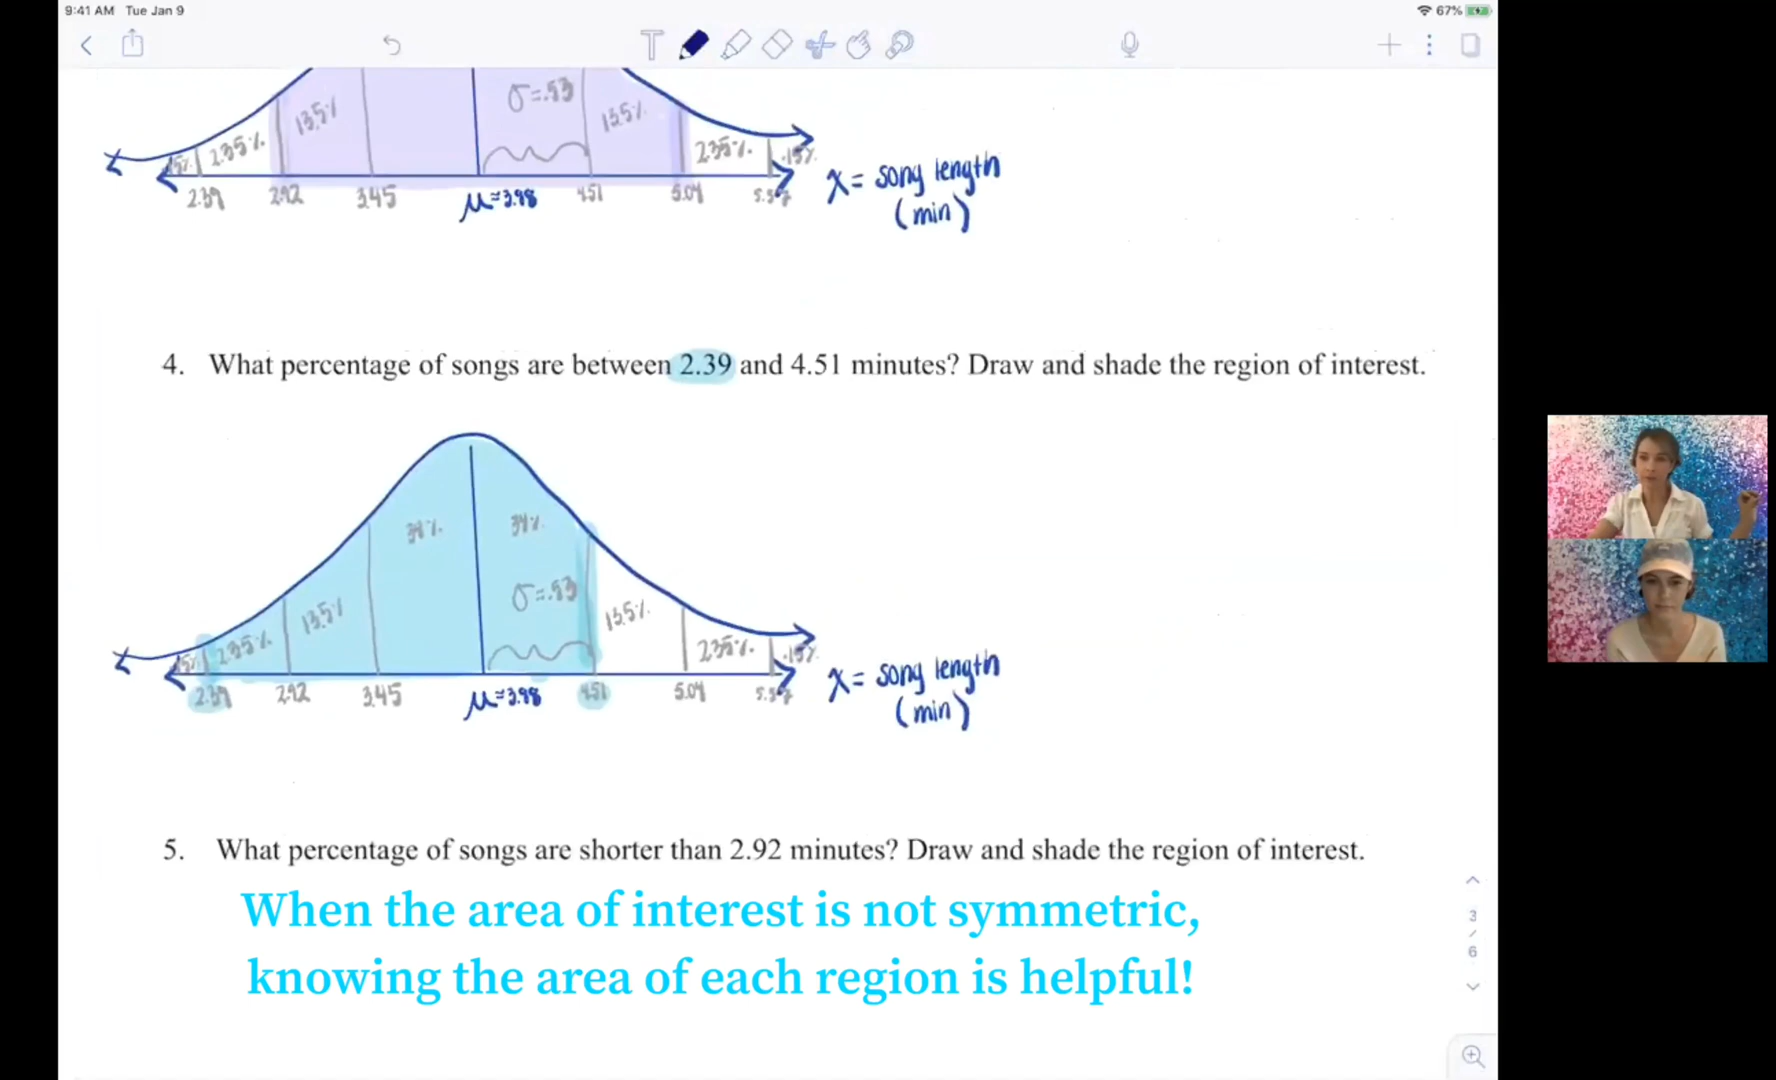 9:41 AM Tue Jan 9
67%
σ=.53
13.5%
13.5%
2.35%
2.35%
.15%
2.39 2.92 3.45 μ=3.98 4.51 5.04
x= song length
(min)
4. What percentage of songs are between 2.39 and 4.51 minutes? Draw and shade the region of interest.
34% 34%
σ=.53
13.5% 13.5%
2.35% 2.35% .15%
2.39 2.92 3.45 μ=3.98 4.51 5.04
x= song length
(min)
5. What percentage of songs are shorter than 2.92 minutes? Draw and shade the region of interest.
When the area of interest is not symmetric,
knowing the area of each region is helpful!
3
/
6